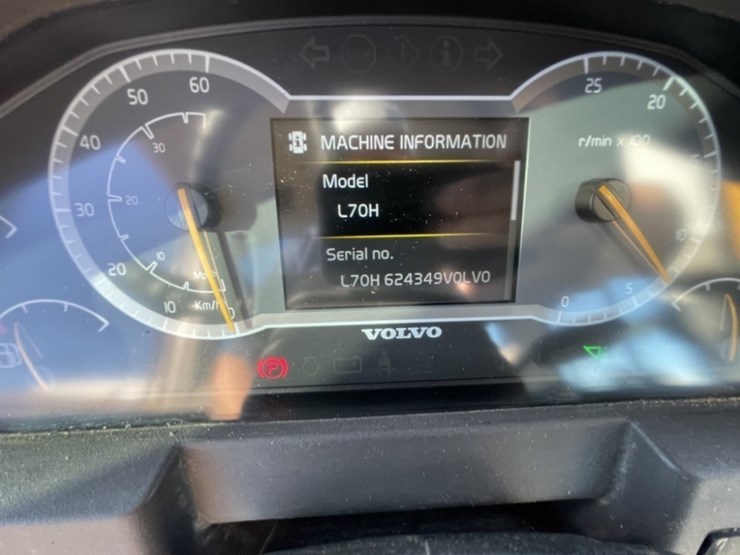 MACHINE INFORMATION
Model
L70H
Serial no.
L70H 624349VOLVO
60
50
40
30
20
10
Km/h
30
20
10
25
20
r/min x 100
10
5
0
VOLVO
P